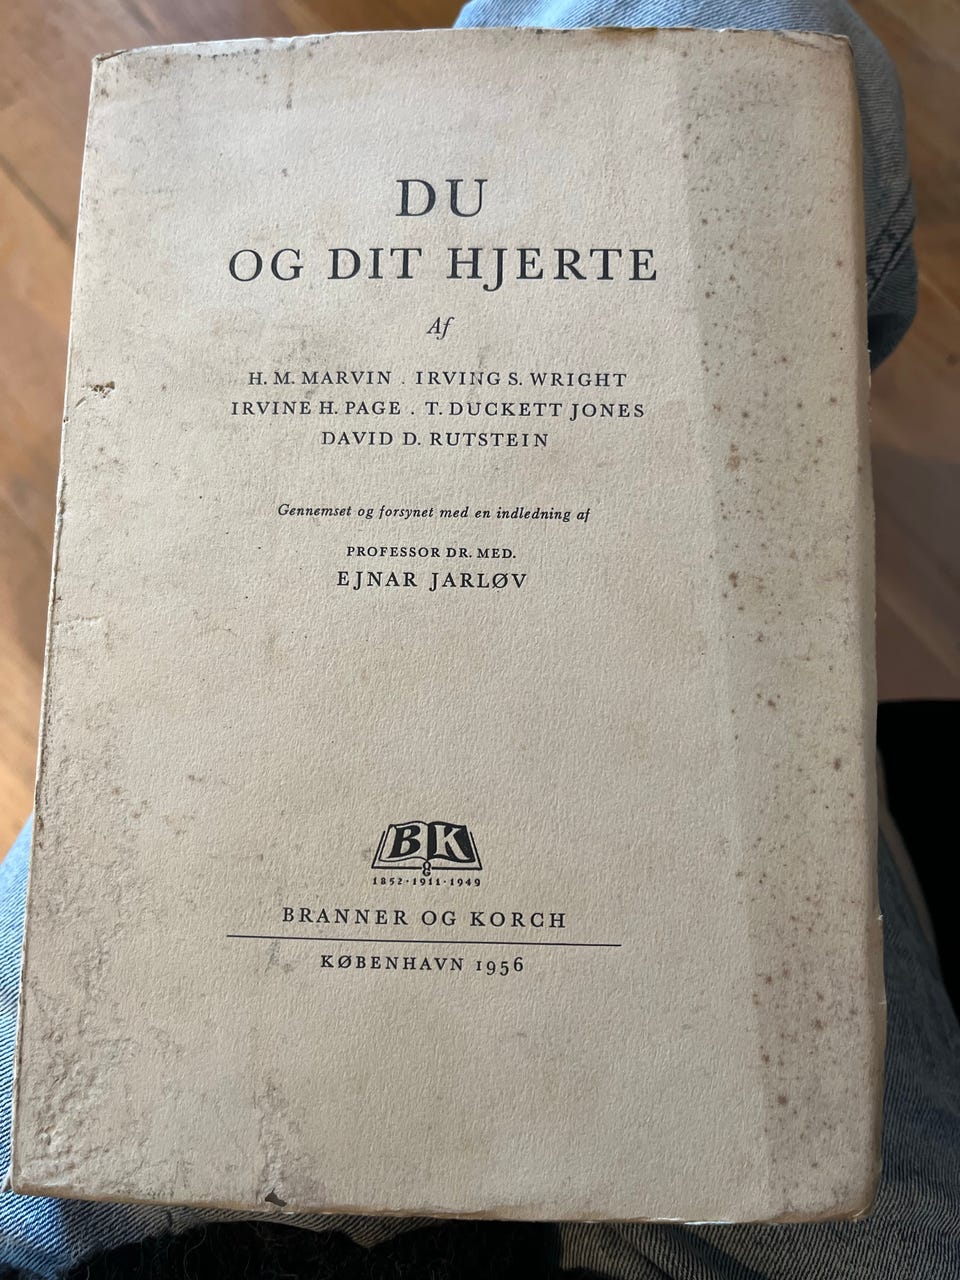 DU
OG DIT HJERTE
Af
H. M. MARVIN . IRVING S. WRIGHT
IRVINE H. PAGE . T. DUCKETT JONES
DAVID D. RUTSTEIN
Gennemset og forsynet med en indledning af
PROFESSOR DR. MED.
EJNAR JARLØV
B&K
1852·1911·1949
BRANNER OG KORCH
KØBENHAVN 1956